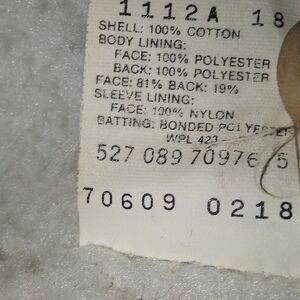 1112A 18
SHELL: 100% COTTON
BODY LINING:
FACE: 100% POLYESTER
BACK: 100% POLYESTER
FACE: 81% BACK: 19%
SLEEVE LINING:
FACE: 100% NYLON
BATTING: BONDED POLYESTER
WPL 423
527 089 70976 5
70609 0218